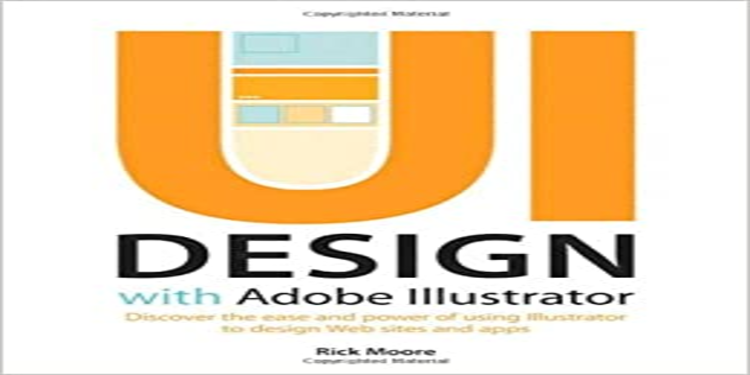 Copyrighted Material
UI
DESIGN
with Adobe Illustrator
Discover the ease and power of using Illustrator
to design Web sites and apps
Rick Moore
Copyrighted Material